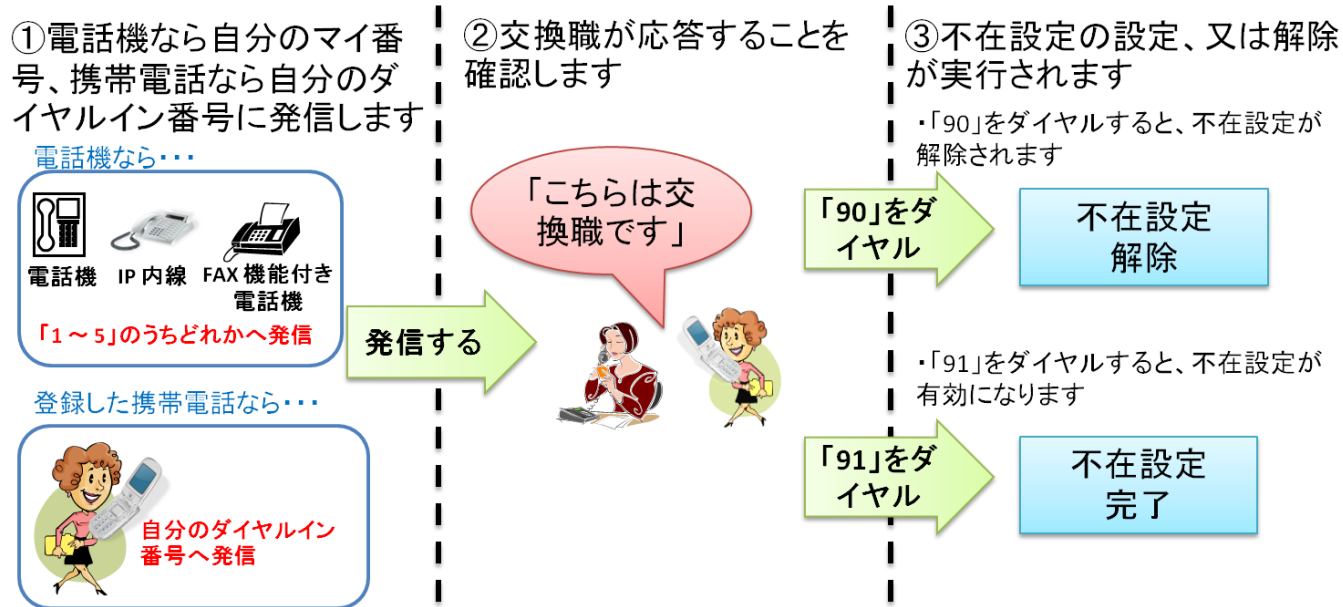 ①電話機なら自分のマイ番
号、携帯電話なら自分のダ
イヤルイン番号に発信します
電話機なら・・・
電話機
IP内線
FAX機能付き
電話機
「1～5」のうちどれかへ発信
登録した携帯電話なら・・・
自分のダイヤルイン
番号へ発信
発信する
②交換職が応答することを
確認します
「こちらは交
換職です」
③不在設定の設定、又は解除
が実行されます
・「90」をダイヤルすると、不在設定が
解除されます
「90」をダ
イヤル
不在設定
解除
・「91」をダイヤルすると、不在設定が
有効になります
「91」をダ
イヤル
不在設定
完了